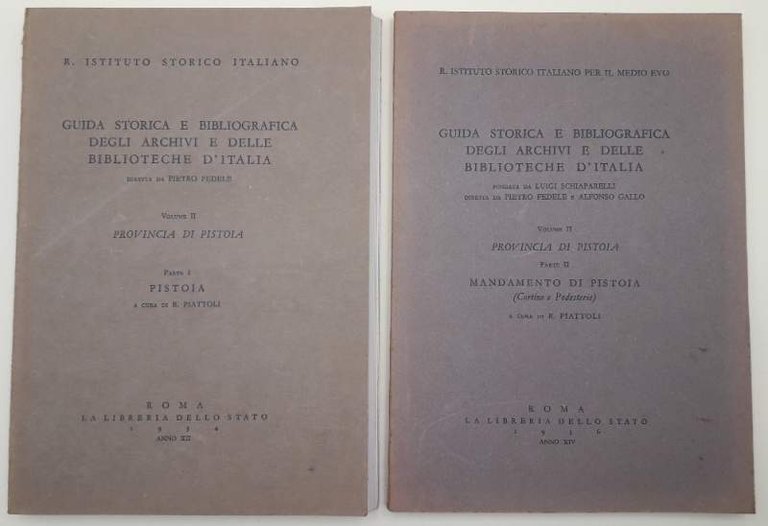 R. ISTITUTO STORICO ITALIANO
GUIDA STORICA E BIBLIOGRAFICA
DEGLI ARCHIVI E DELLE
BIBLIOTECHE D'ITALIA
DIRETTA DA PIETRO FEDELE
VOLUME II
PROVINCIA DI PISTOIA
PARTE I
PISTOIA
A CURA DI R. PIATTOLI
ROMA
LA LIBRERIA DELLO STATO
1934
ANNO XII
R. ISTITUTO STORICO ITALIANO PER IL MEDIO EVO
GUIDA STORICA E BIBLIOGRAFICA
DEGLI ARCHIVI E DELLE
BIBLIOTECHE D'ITALIA
FONDATA DA LUIGI SCHIAPARELLI
DIRETTA DA PIETRO FEDELE E ALFONSO GALLO
VOLUME II
PROVINCIA DI PISTOIA
PARTE II
MANDAMENTO DI PISTOIA
(Cortine e Podesterie)
A CURA DI R. PIATTOLI
ROMA
LA LIBRERIA DELLO STATO
1936
ANNO XIV